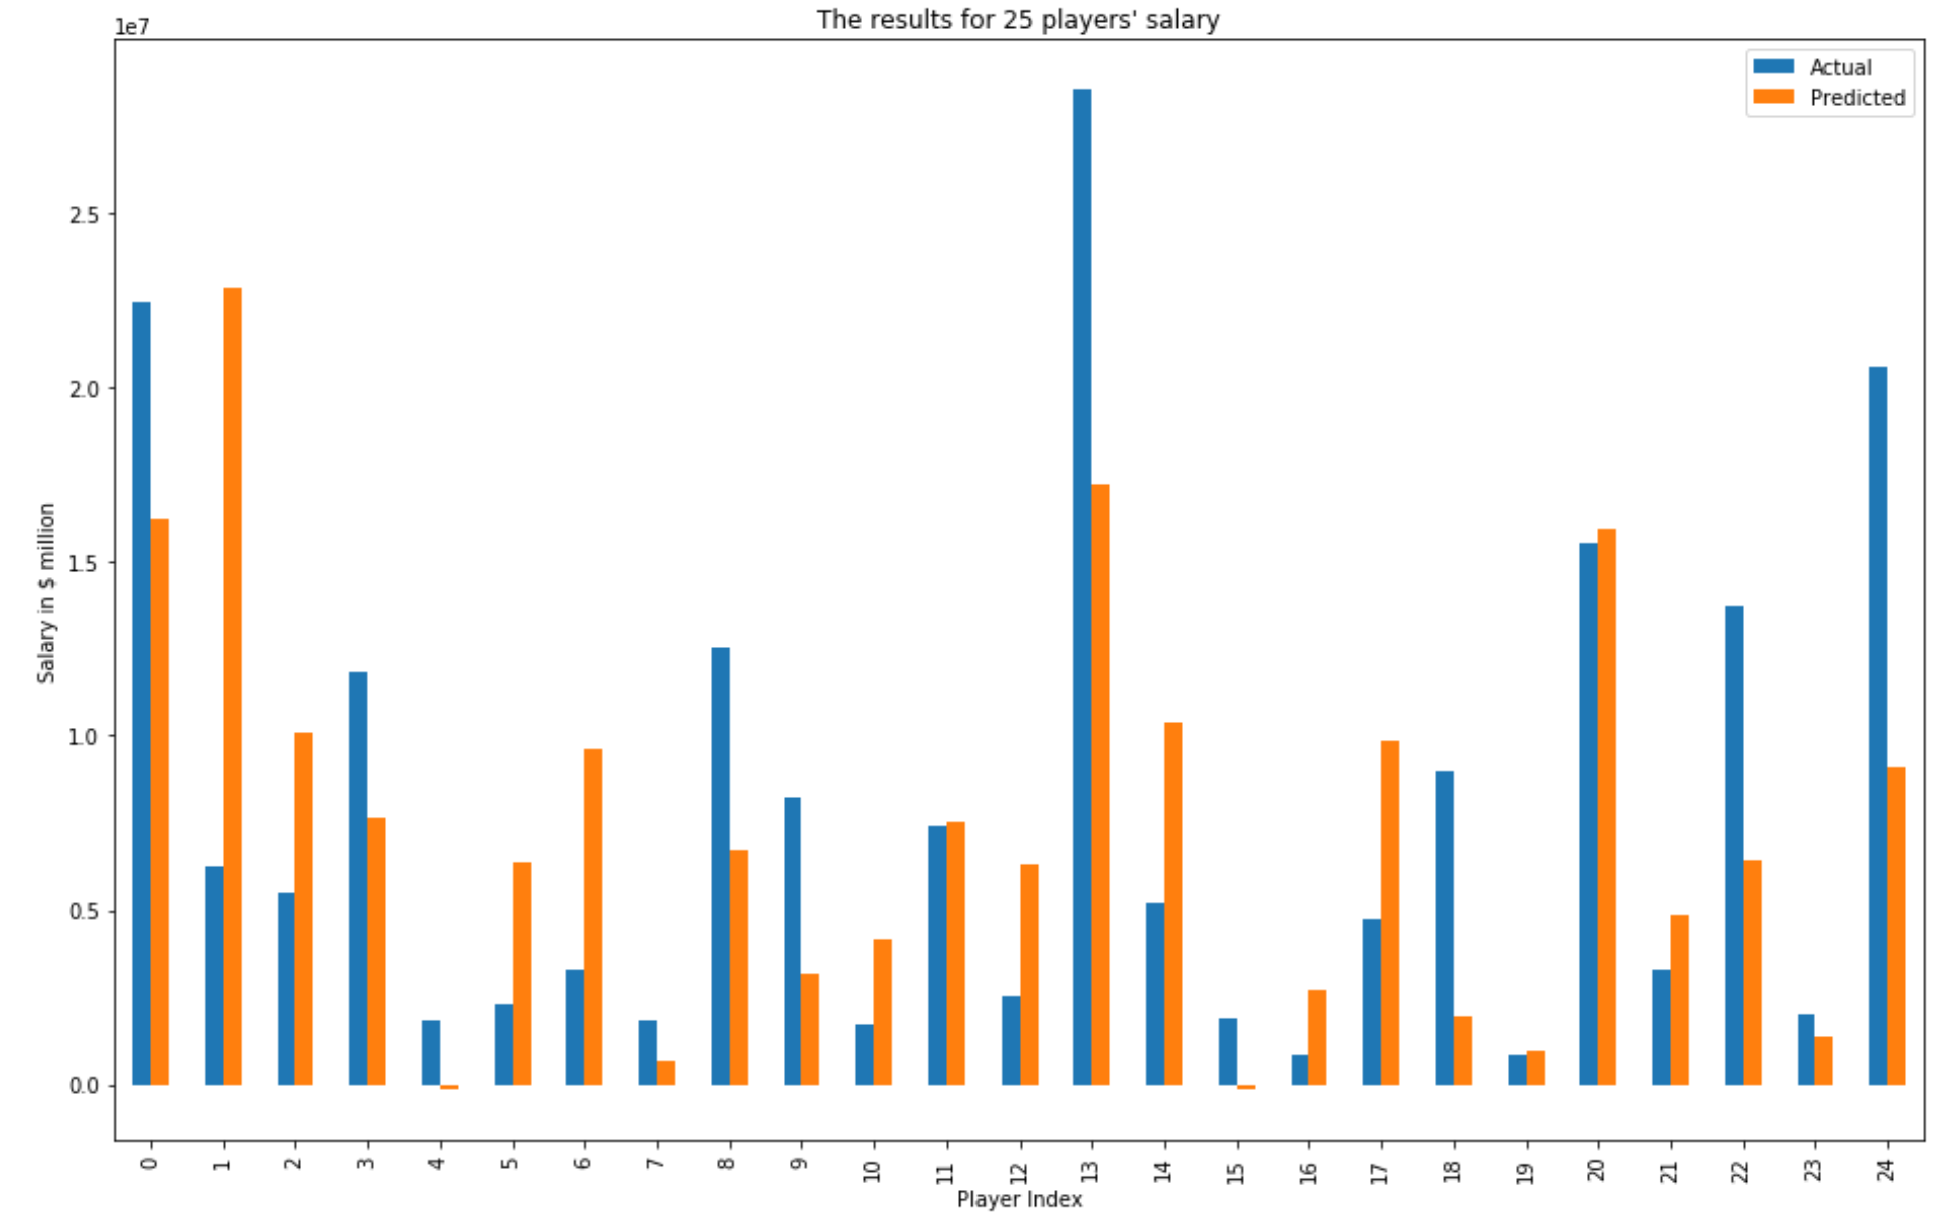 The results for 25 players' salary
1e7
Actual
Predicted
2.5
2.0
1.5
1.0
0.5
0.0
Salary in $ million
0 1 2 3 4 5 6 7 8 9 10 11 12 13 14 15 16 17 18 19 20 21 22 23 24
Player Index